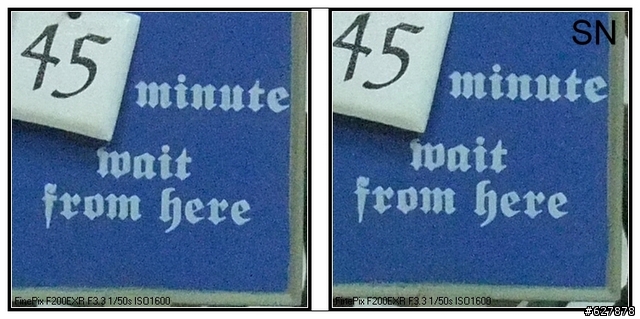 45
minute
wait
from here
FinePix F200EXR F3.3 1/50s ISO1600
SN
45
minute
wait
from here
FinePix F200EXR F3.3 1/50s ISO1600
#627878